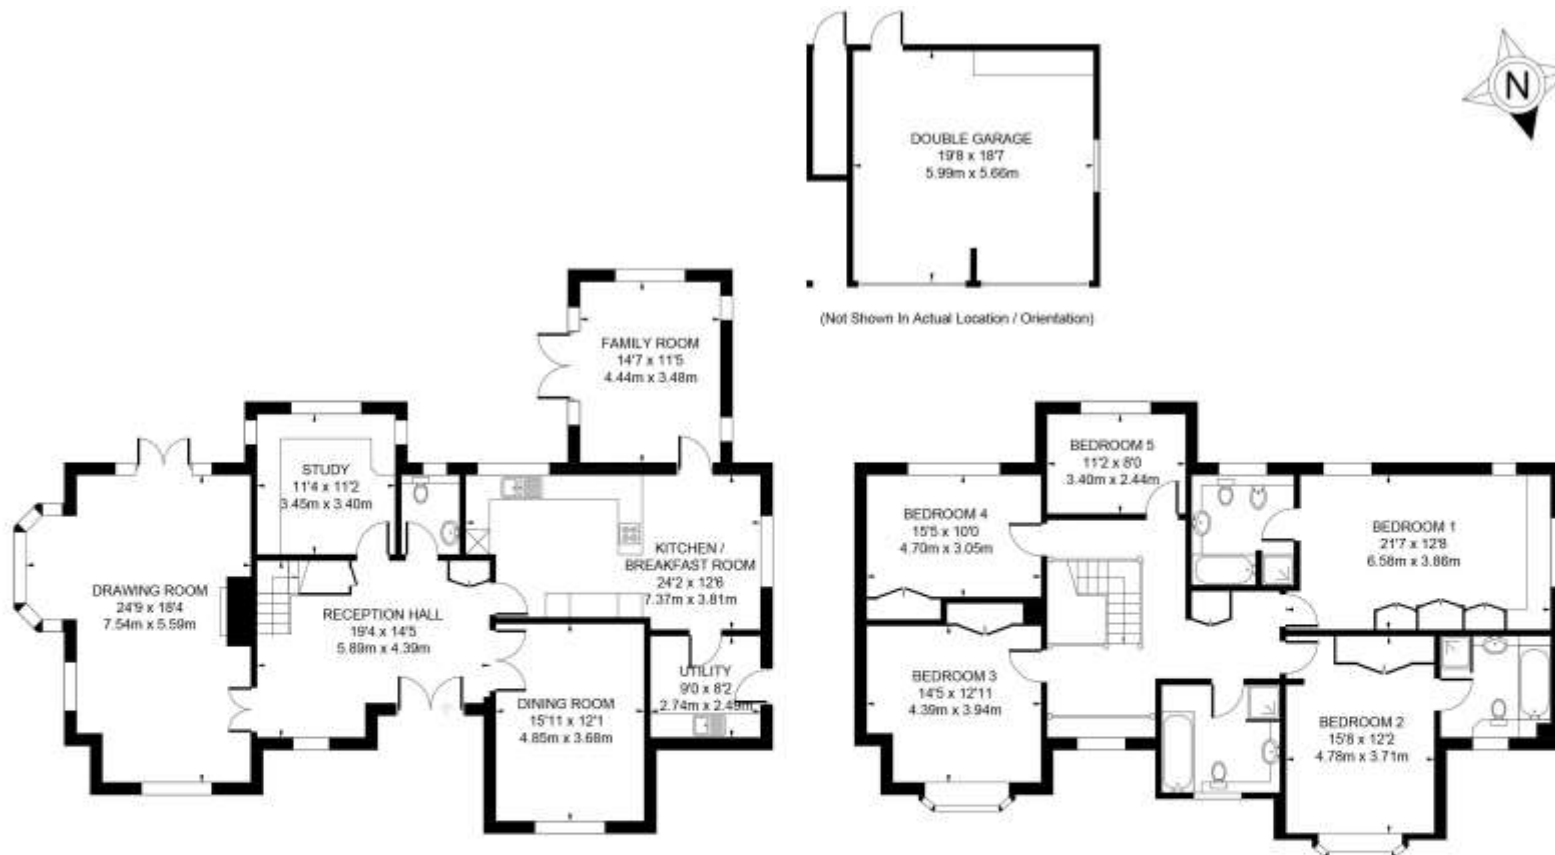 N
DOUBLE GARAGE
19'8 x 18'7
5.99m x 5.66m
(Not Shown In Actual Location / Orientation)
FAMILY ROOM
14'7 x 11'5
4.44m x 3.48m
STUDY
11'4 x 11'2
3.45m x 3.40m
KITCHEN /
BREAKFAST ROOM
24'2 x 12'6
7.37m x 3.81m
DRAWING ROOM
24'9 x 18'4
7.54m x 5.59m
RECEPTION HALL
19'4 x 14'5
5.89m x 4.39m
UTILITY
9'0 x 8'2
2.74m x 2.49m
DINING ROOM
15'11 x 12'1
4.85m x 3.68m
BEDROOM 5
11'2 x 8'0
3.40m x 2.44m
BEDROOM 4
15'5 x 10'0
4.70m x 3.05m
BEDROOM 1
21'7 x 12'8
6.58m x 3.86m
BEDROOM 3
14'5 x 12'11
4.39m x 3.94m
BEDROOM 2
15'8 x 12'2
4.78m x 3.71m